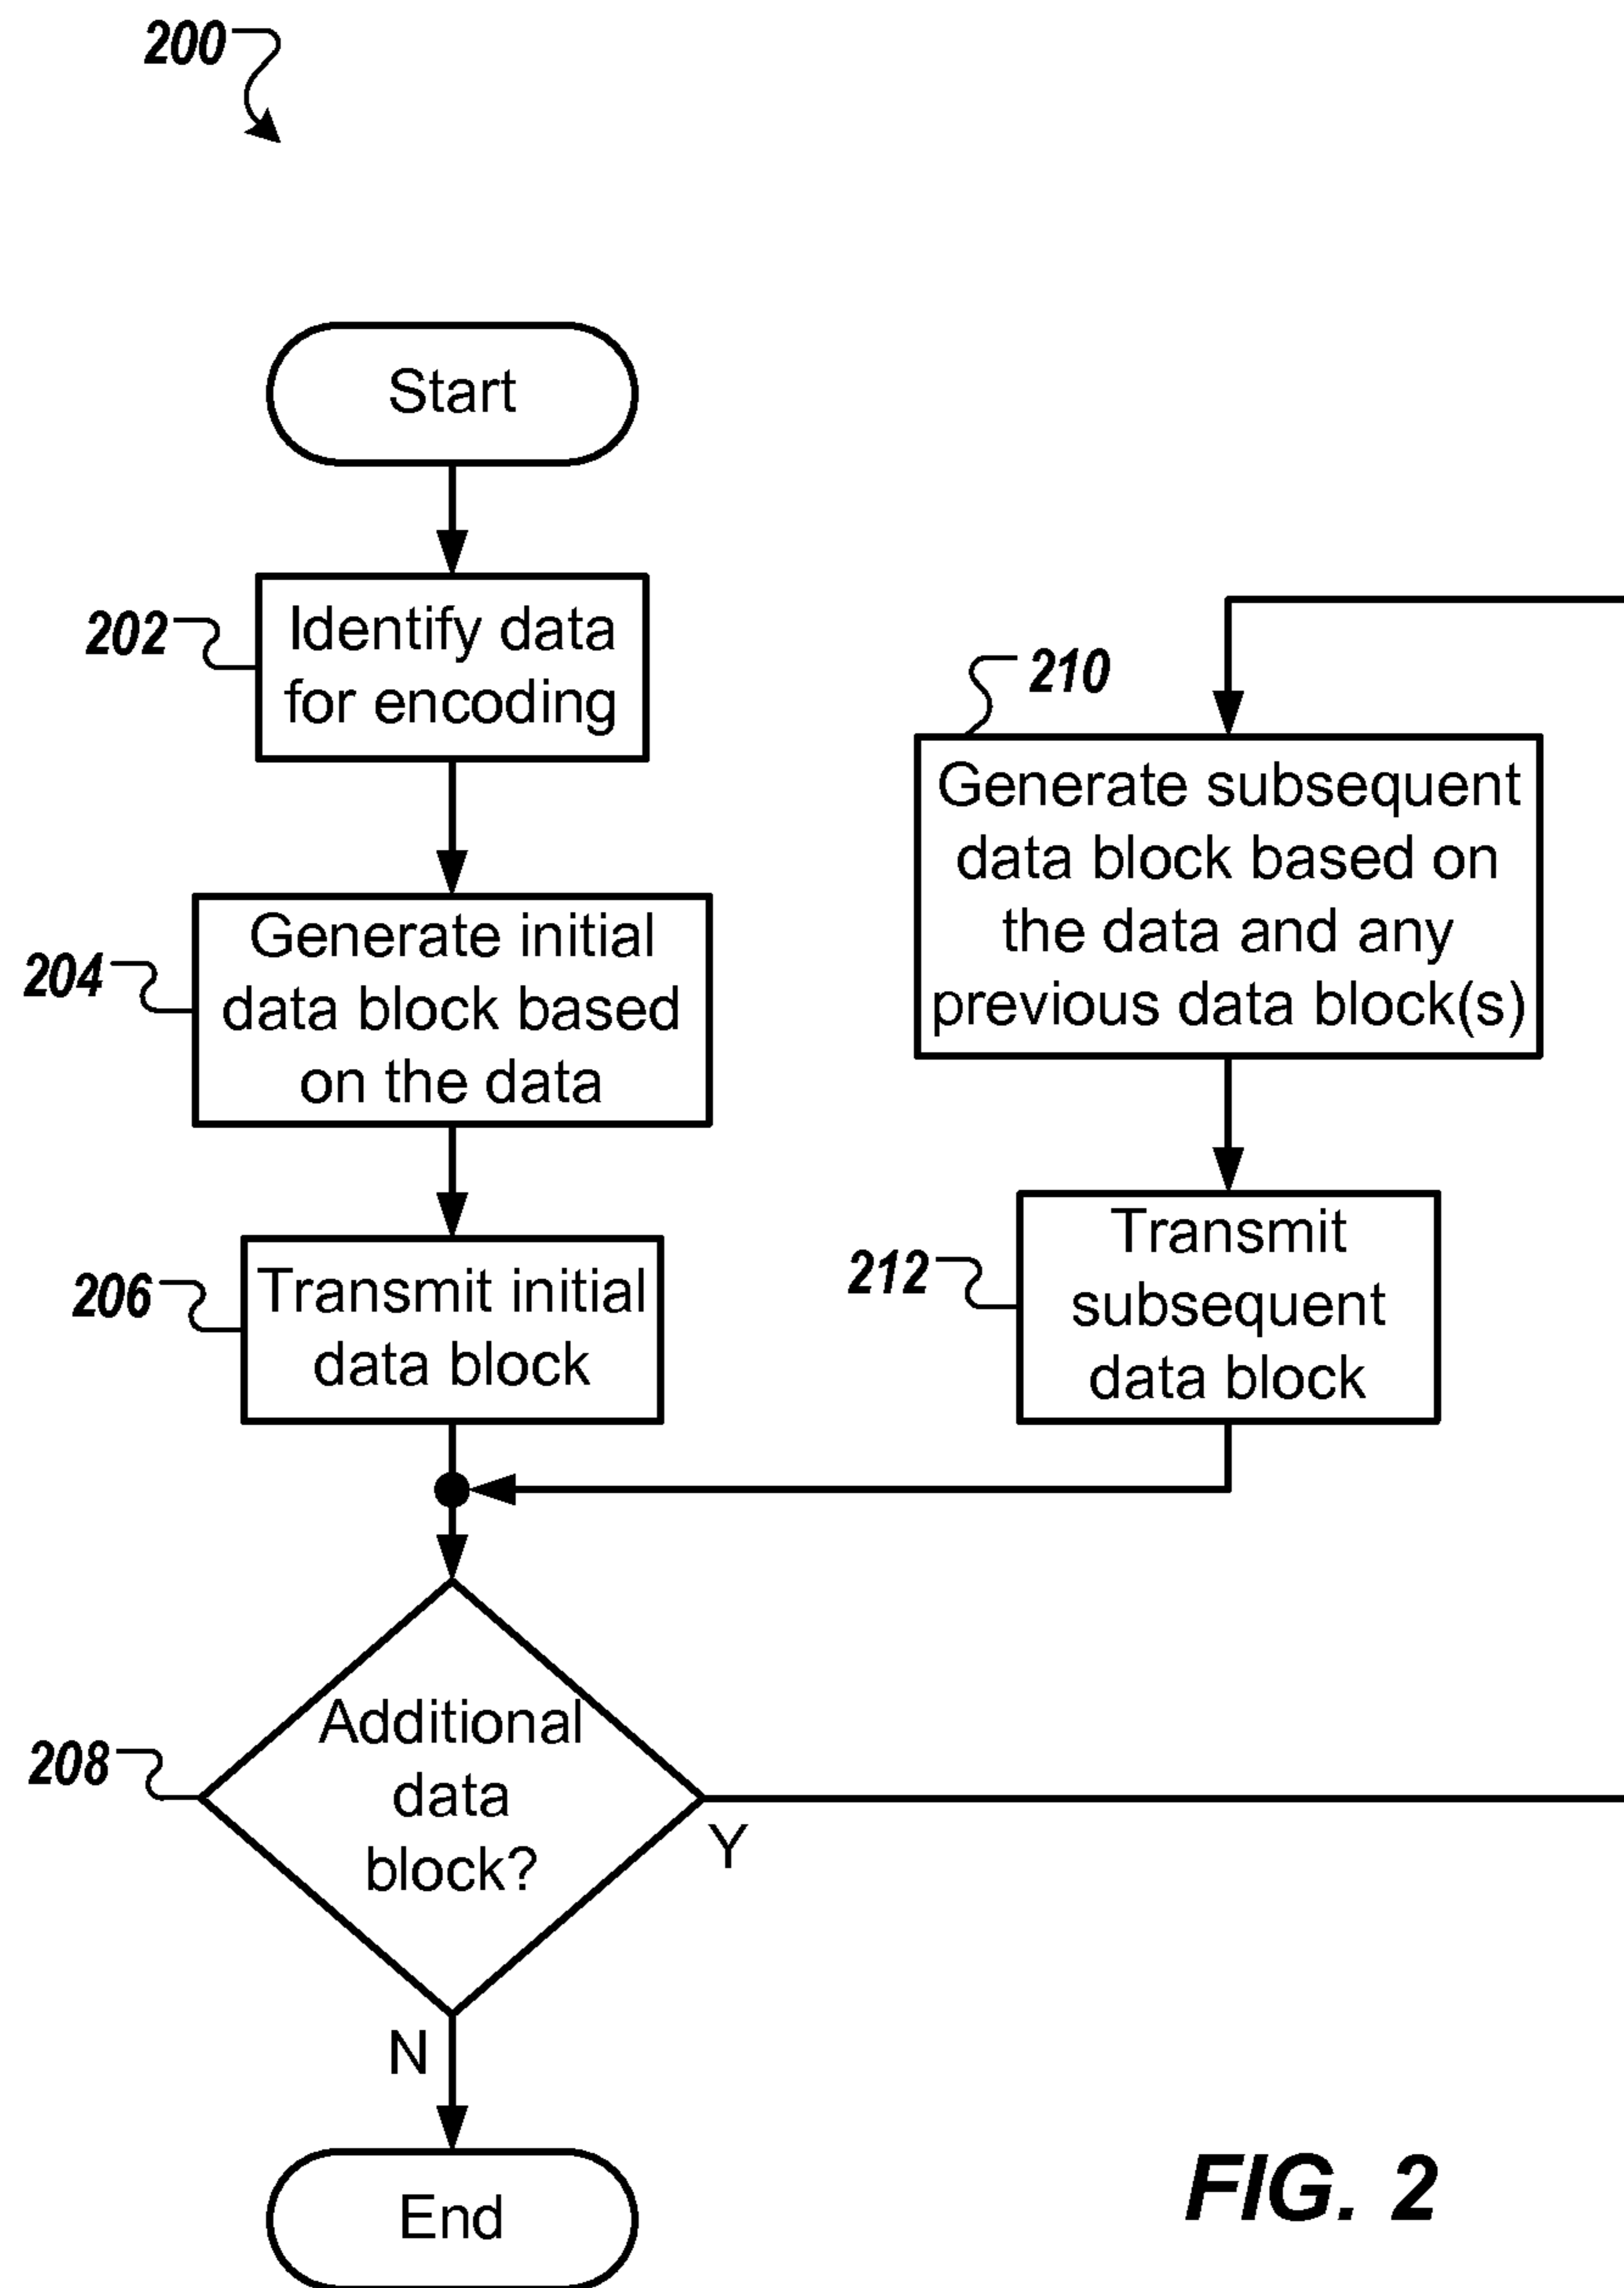 200
Start
202
Identify data
for encoding
204
Generate initial
data block based
on the data
206
Transmit initial
data block
208
Additional
data
block?
Y
N
End
210
Generate subsequent
data block based on
the data and any
previous data block(s)
212
Transmit
subsequent
data block
FIG. 2